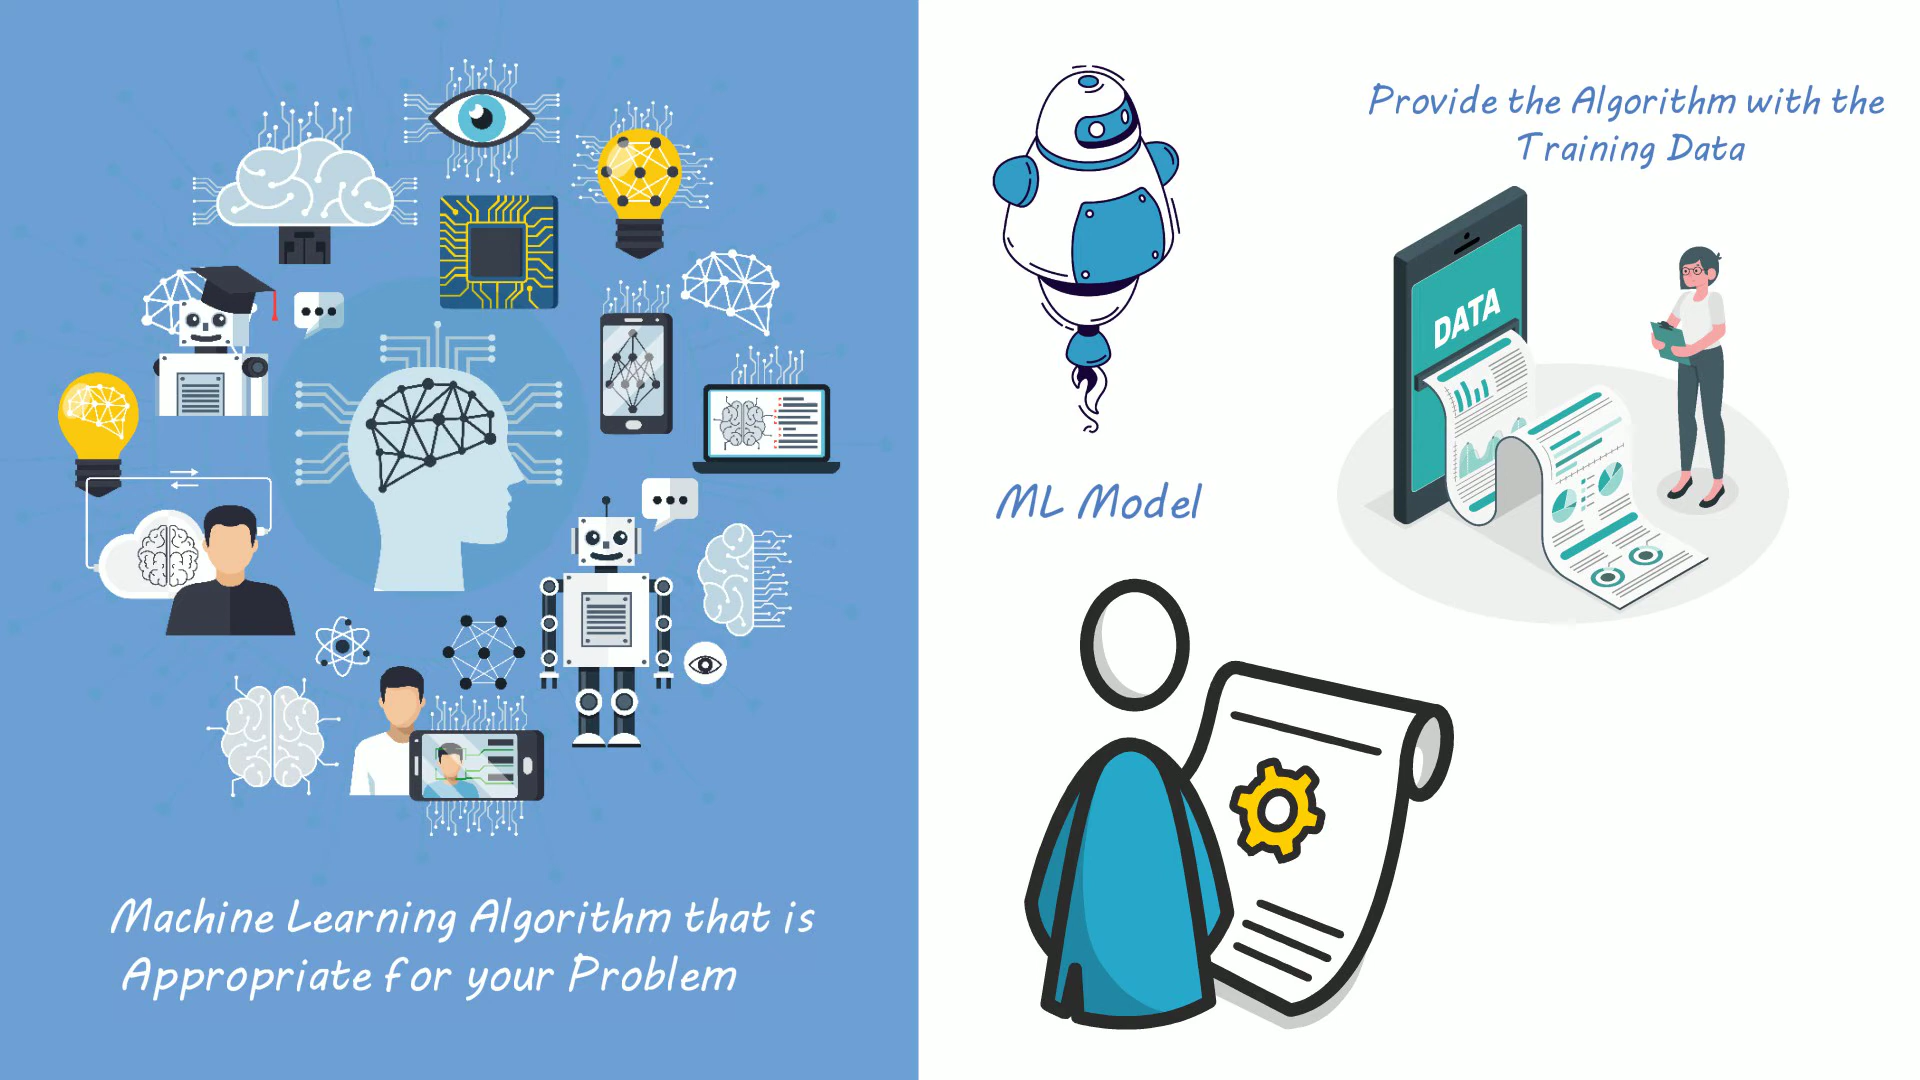 Machine Learning Algorithm that is
Appropriate for your Problem
ML Model
Provide the Algorithm with the
Training Data
DATA